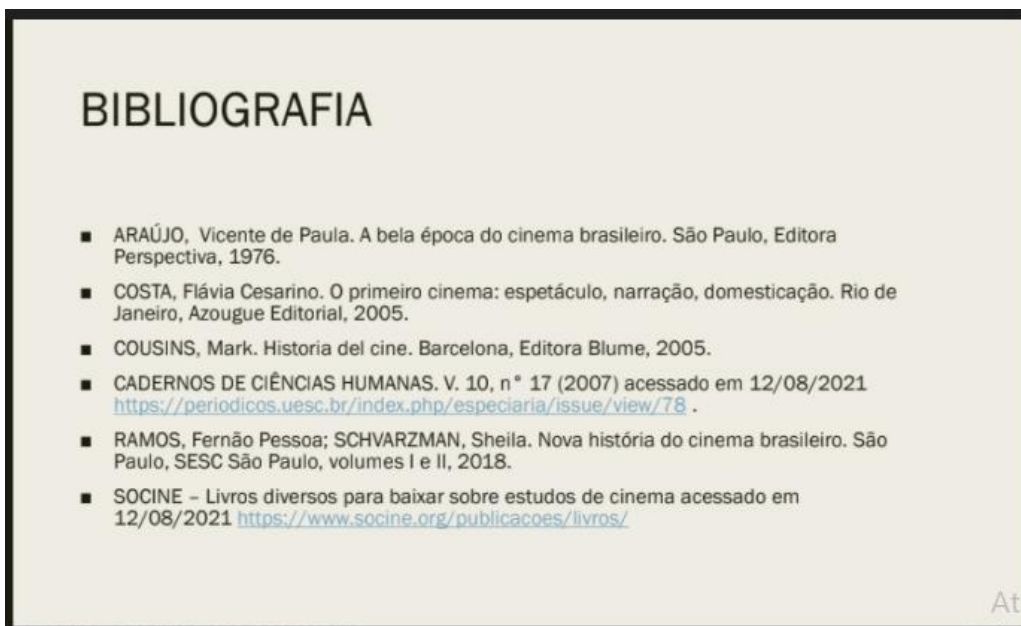 BIBLIOGRAFIA
■ ARAÚJO, Vicente de Paula. A bela época do cinema brasileiro. São Paulo, Editora
Perspectiva, 1976.
■ COSTA, Flávia Cesarino. O primeiro cinema: espetáculo, narração, domesticação. Rio de
Janeiro, Azougue Editorial, 2005.
■ COUSINS, Mark. Historia del cine. Barcelona, Editora Blume, 2005.
■ CADERNOS DE CIÊNCIAS HUMANAS. V. 10, n° 17 (2007) acessado em 12/08/2021
https://periodicos.uesc.br/index.php/especiaria/issue/view/78 .
■ RAMOS, Fernão Pessoa; SCHVARZMAN, Sheila. Nova história do cinema brasileiro. São
Paulo, SESC São Paulo, volumes I e II, 2018.
■ SOCINE – Livros diversos para baixar sobre estudos de cinema acessado em
12/08/2021 https://www.socine.org/publicacoes/livros/
At